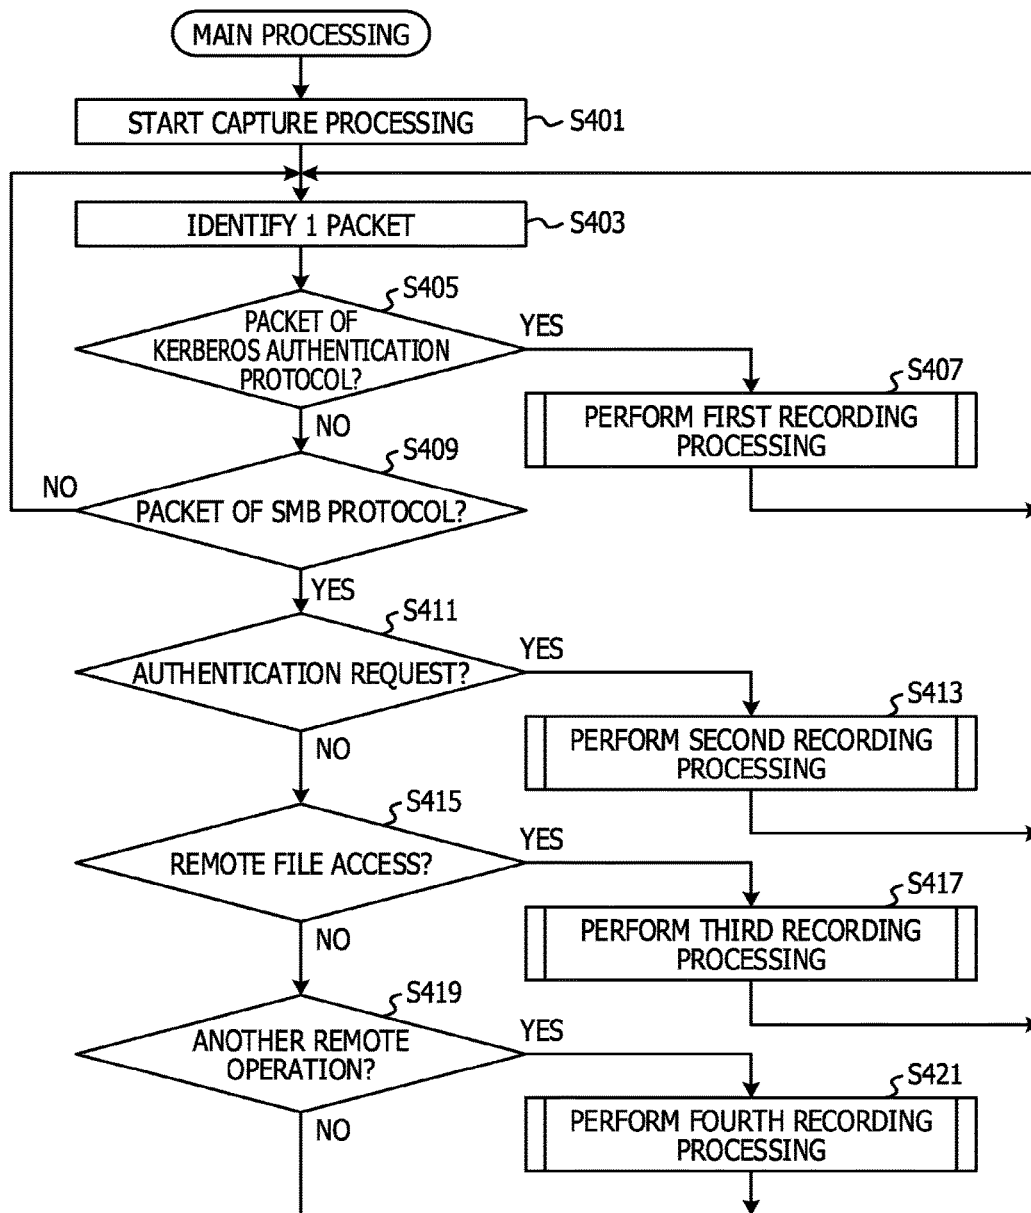 MAIN PROCESSING
START CAPTURE PROCESSING
S401
IDENTIFY 1 PACKET
S403
S405
PACKET OF
KERBEROS AUTHENTICATION
PROTOCOL?
YES
NO
S407
PERFORM FIRST RECORDING
PROCESSING
S409
NO
PACKET OF SMB PROTOCOL?
YES
S411
AUTHENTICATION REQUEST?
YES
NO
S413
PERFORM SECOND RECORDING
PROCESSING
S415
REMOTE FILE ACCESS?
YES
NO
S417
PERFORM THIRD RECORDING
PROCESSING
S419
ANOTHER REMOTE
OPERATION?
YES
NO
S421
PERFORM FOURTH RECORDING
PROCESSING